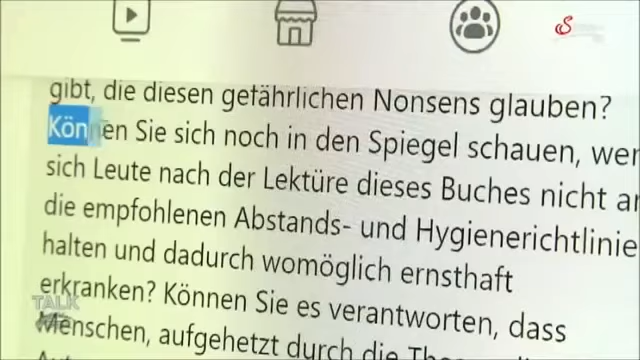 gibt, die diesen gefährlichen Nonsens glauben?
Können Sie sich noch in den Spiegel schauen,
sich Leute nach der Lektüre dieses Buches nicht
die empfohlenen Abstands- und Hygienerichtlinie
halten und dadurch womöglich ernsthaft
erkranken? Können Sie es verantworten, dass
Menschen, aufgehetzt durch die
TALK